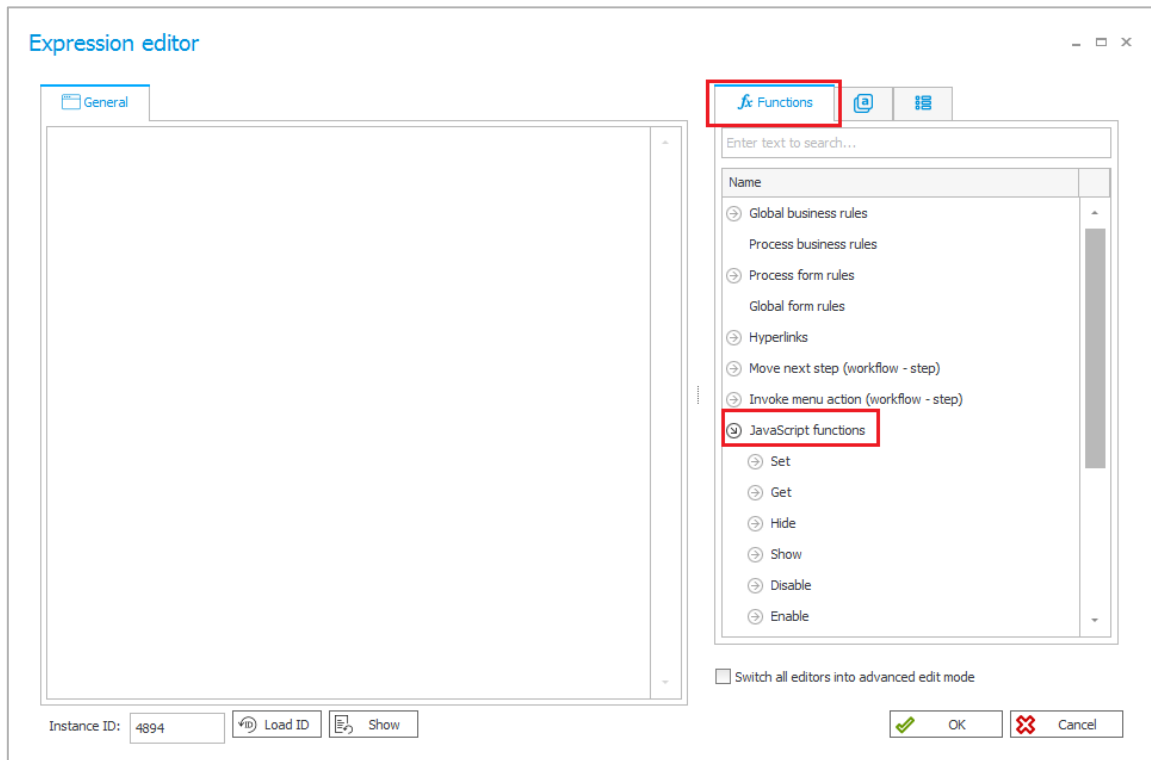 Expression editor
General
fx Functions
Enter text to search...
Name
Global business rules
Process business rules
Process form rules
Global form rules
Hyperlinks
Move next step (workflow - step)
Invoke menu action (workflow - step)
JavaScript functions
Set
Get
Hide
Show
Disable
Enable
Switch all editors into advanced edit mode
Instance ID: 4894 Load ID Show OK Cancel